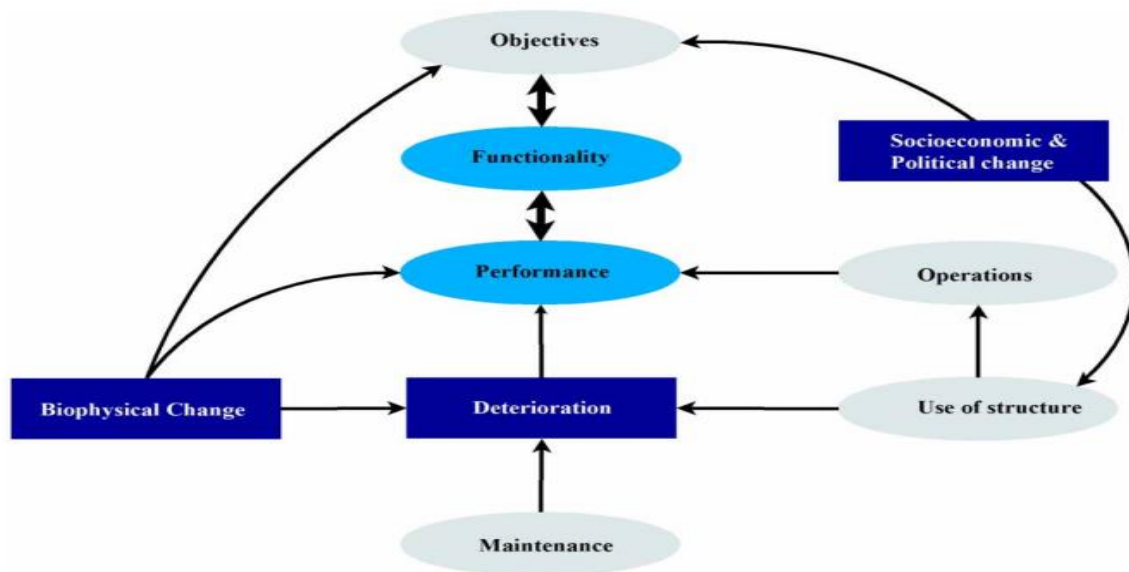 Objectives
Functionality
Socioeconomic &
Political change
Performance
Operations
Biophysical Change
Deterioration
Use of structure
Maintenance